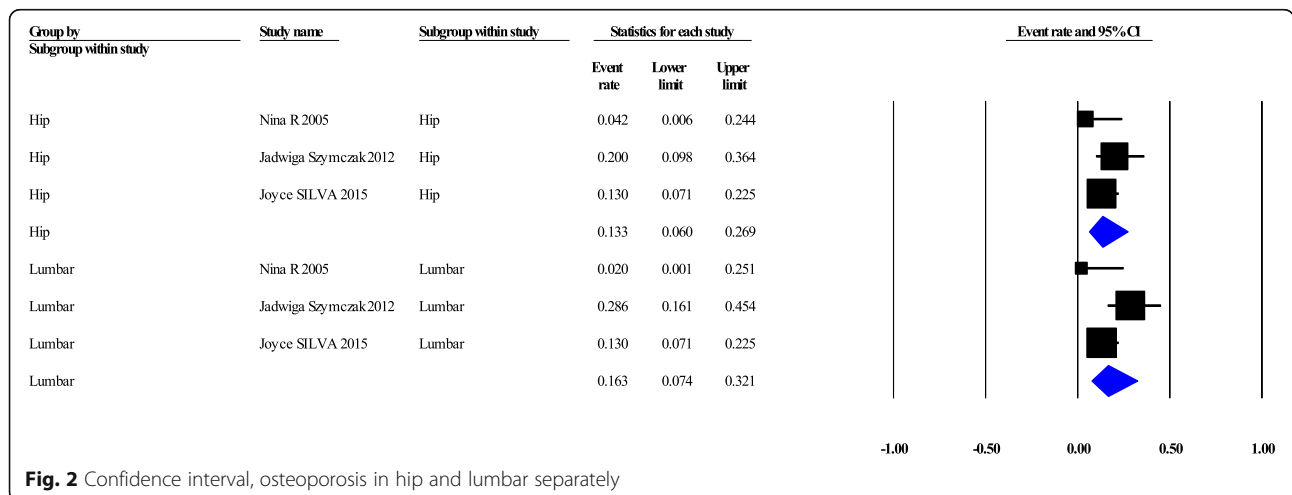 Group by Study name Subgroup within study Statistics for each study Event rate and 95% CI
Subgroup within study
Event Lower Upper
rate limit limit
Hip Nina R 2005 Hip 0.042 0.006 0.244
Hip Jadwiga Szymczak 2012 Hip 0.200 0.098 0.364
Hip Joyce SILVA 2015 Hip 0.130 0.071 0.225
Hip 0.133 0.060 0.269
Lumbar Nina R 2005 Lumbar 0.020 0.001 0.251
Lumbar Jadwiga Szymczak 2012 Lumbar 0.286 0.161 0.454
Lumbar Joyce SILVA 2015 Lumbar 0.130 0.071 0.225
Lumbar 0.163 0.074 0.321
-1.00 -0.50 0.00 0.50 1.00
Fig. 2 Confidence interval, osteoporosis in hip and lumbar separately